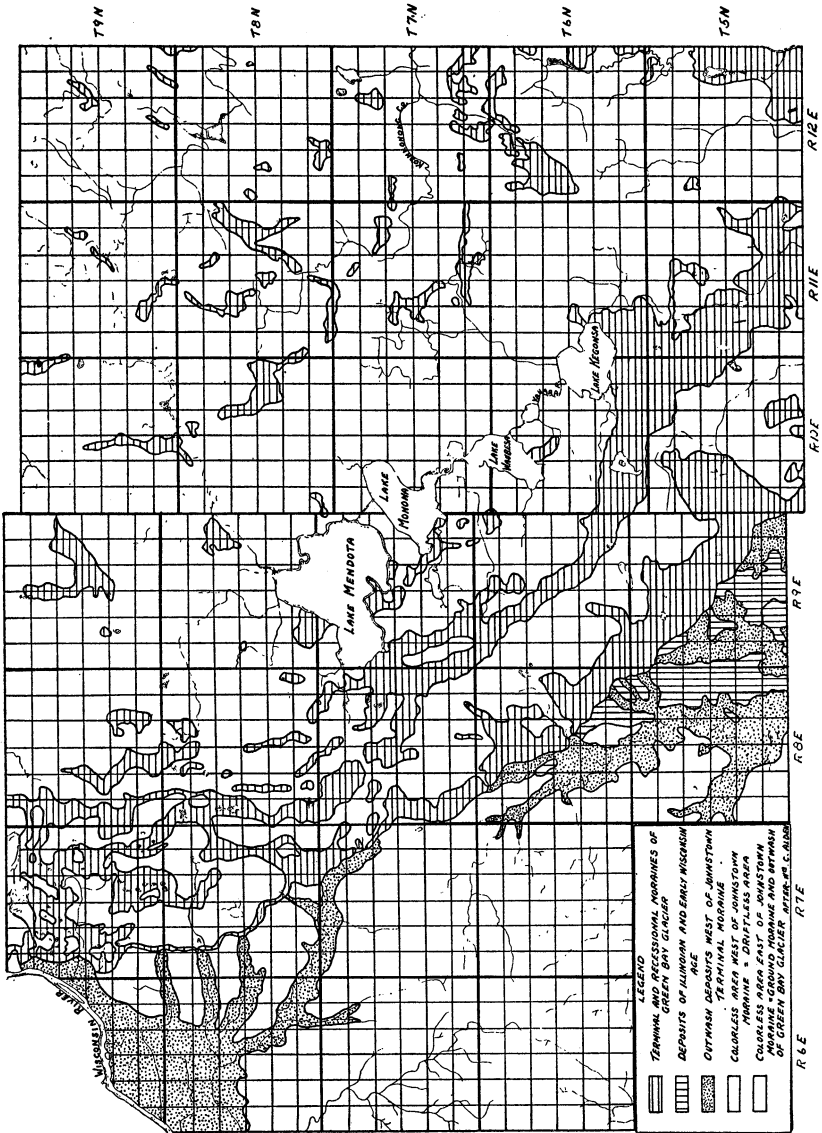 T9N
T8N
T7N
T6N
T5N
WISCONSIN RIVER
LAKE MENDOTA
LAKE MONONA
LAKE WAUBESA
LAKE KEGONSA
KOSHKONONG CR.
R6E
R7E
R8E
R9E
R10E
R11E
R12E
LEGEND
TERMINAL AND RECESSIONAL MORAINES OF
GREEN BAY GLACIER
DEPOSITS OF ILLINOIAN AND EARLY WISCONSIN
AGE
OUTWASH DEPOSITS WEST OF JOHNSTOWN
TERMINAL MORAINE.
COLORLESS AREA WEST OF JOHNSTOWN
MORAINE = DRIFTLESS AREA
COLORLESS AREA EAST OF JOHNSTOWN
MORAINE = GROUND MORAINE AND OUTWASH
OF GREEN BAY GLACIER AFTER-WM. C. ALDEN